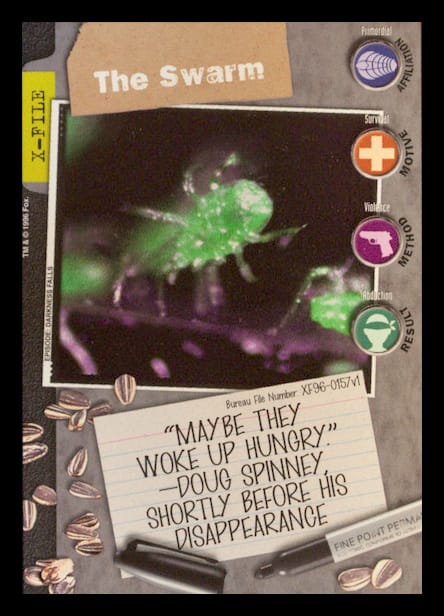 The Swarm
X-FILE
TM & © 1996 Fox.
EPISODE: DARKNESS FALLS
Primordial
AFFILIATION
Survival
MOTIVE
Violence
METHOD
Abduction
RESULT
Bureau File Number: XF96-0157v1
"MAYBE THEY
WOKE UP HUNGRY."
—DOUG SPINNEY,
SHORTLY BEFORE HIS
DISAPPEARANCE
FINE POINT PERMA